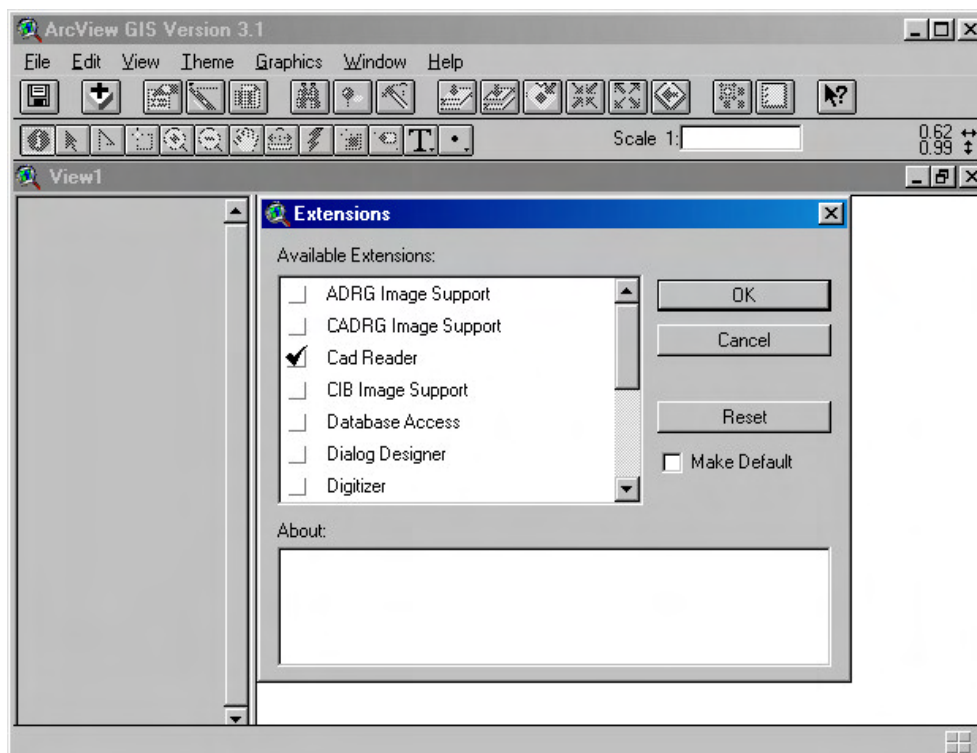 ArcView GIS Version 3.1
File Edit View Theme Graphics Window Help
T
Scale 1:
0.62
0.99
View1
Extensions
Available Extensions:
ADRG Image Support
CADRG Image Support
Cad Reader
CIB Image Support
Database Access
Dialog Designer
Digitizer
OK
Cancel
Reset
Make Default
About: